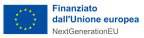 Finanziato
dall'Unione europea
NextGenerationEU